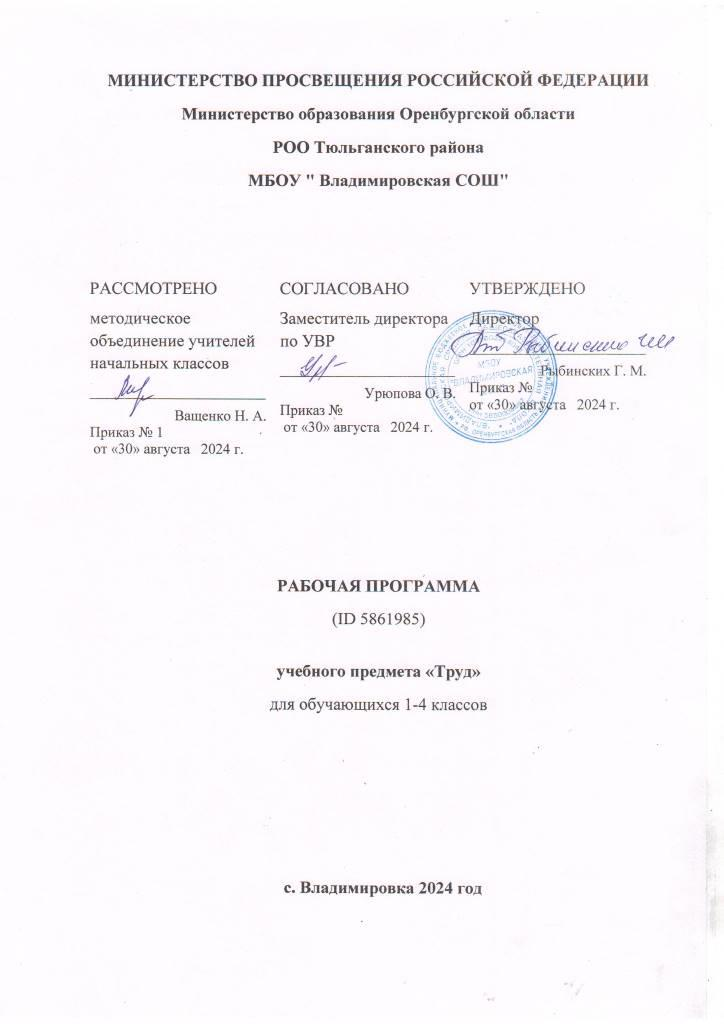 МИНИСТЕРСТВО ПРОСВЕЩЕНИЯ РОССИЙСКОЙ ФЕДЕРАЦИИ
Министерство образования Оренбургской области
РОО Тюльганского района
МБОУ " Владимировская СОШ"
РАССМОТРЕНО
методическое
объединение учителей
начальных классов
Ващенко Н. А.
Приказ № 1
от «30» августа 2024 г.
СОГЛАСОВАНО
Заместитель директора
по УВР
Урюпова О. В.
Приказ №
от «30» августа 2024 г.
УТВЕРЖДЕНО
Директор
Рыбинских Г. М.
Приказ №
от «30» августа 2024 г.
МБОУ
РАБОЧАЯ ПРОГРАММА
(ID 5861985)
учебного предмета «Труд»
для обучающихся 1-4 классов
с. Владимировка 2024 год